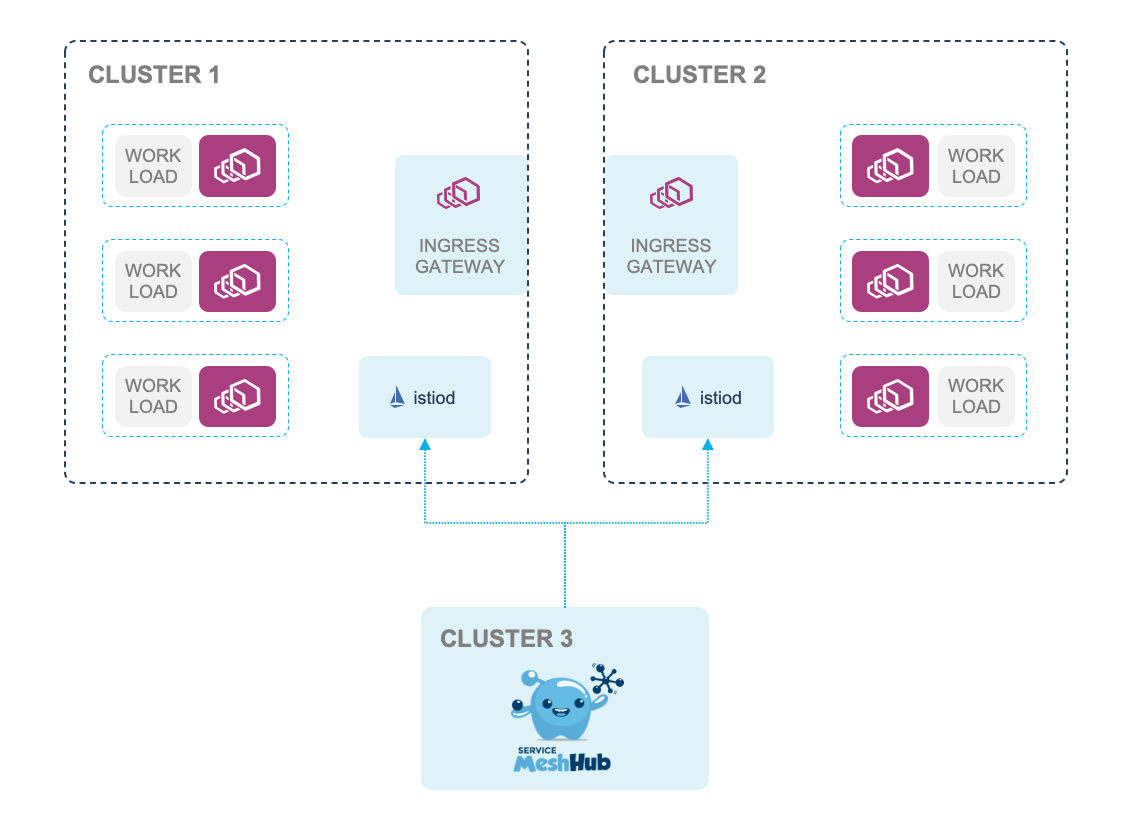 CLUSTER 1
WORK
LOAD
WORK
LOAD
WORK
LOAD
INGRESS
GATEWAY
istiod
CLUSTER 2
INGRESS
GATEWAY
istiod
WORK
LOAD
WORK
LOAD
WORK
LOAD
CLUSTER 3
SERVICE
MeshHub